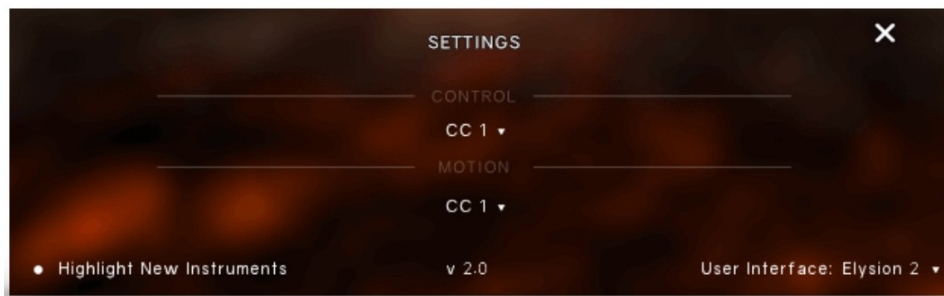 SETTINGS
CONTROL
CC 1
MOTION
CC 1
Highlight New Instruments
v 2.0
User Interface: Elysion 2